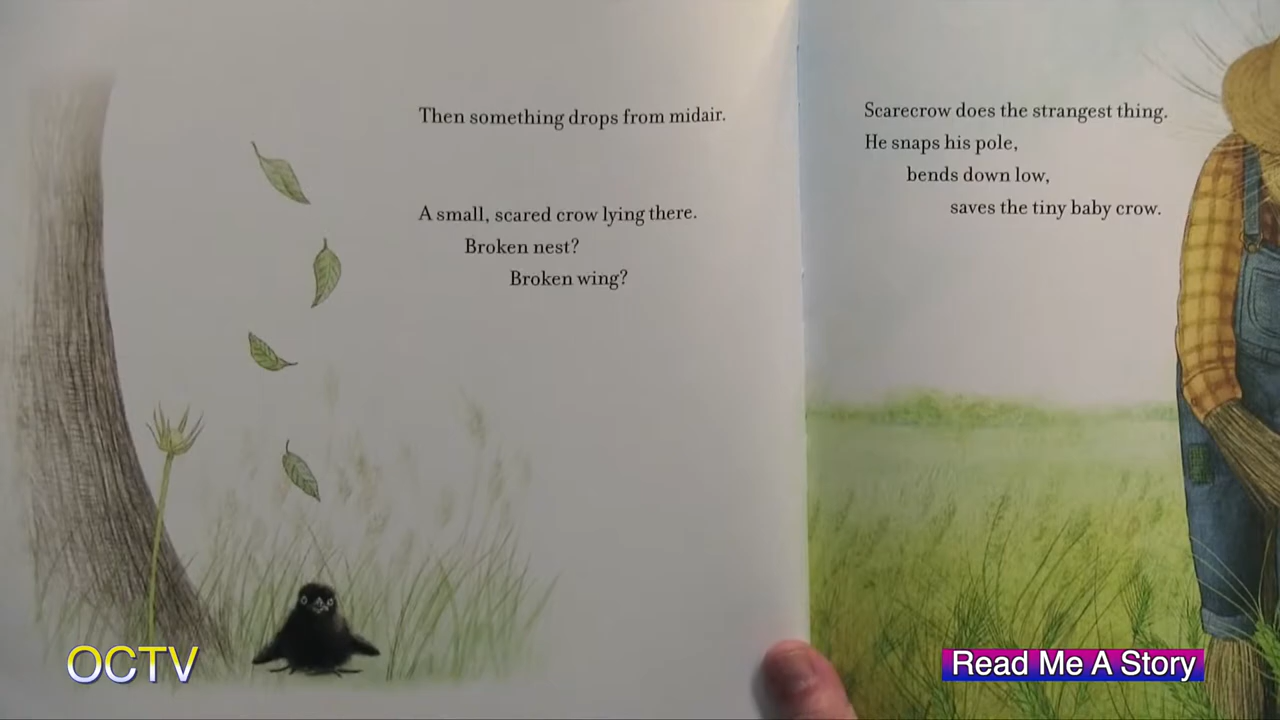 Then something drops from midair.
A small, scared crow lying there.
Broken nest?
Broken wing?
Scarecrow does the strangest thing.
He snaps his pole,
bends down low,
saves the tiny baby crow.
OCTV
Read Me A Story